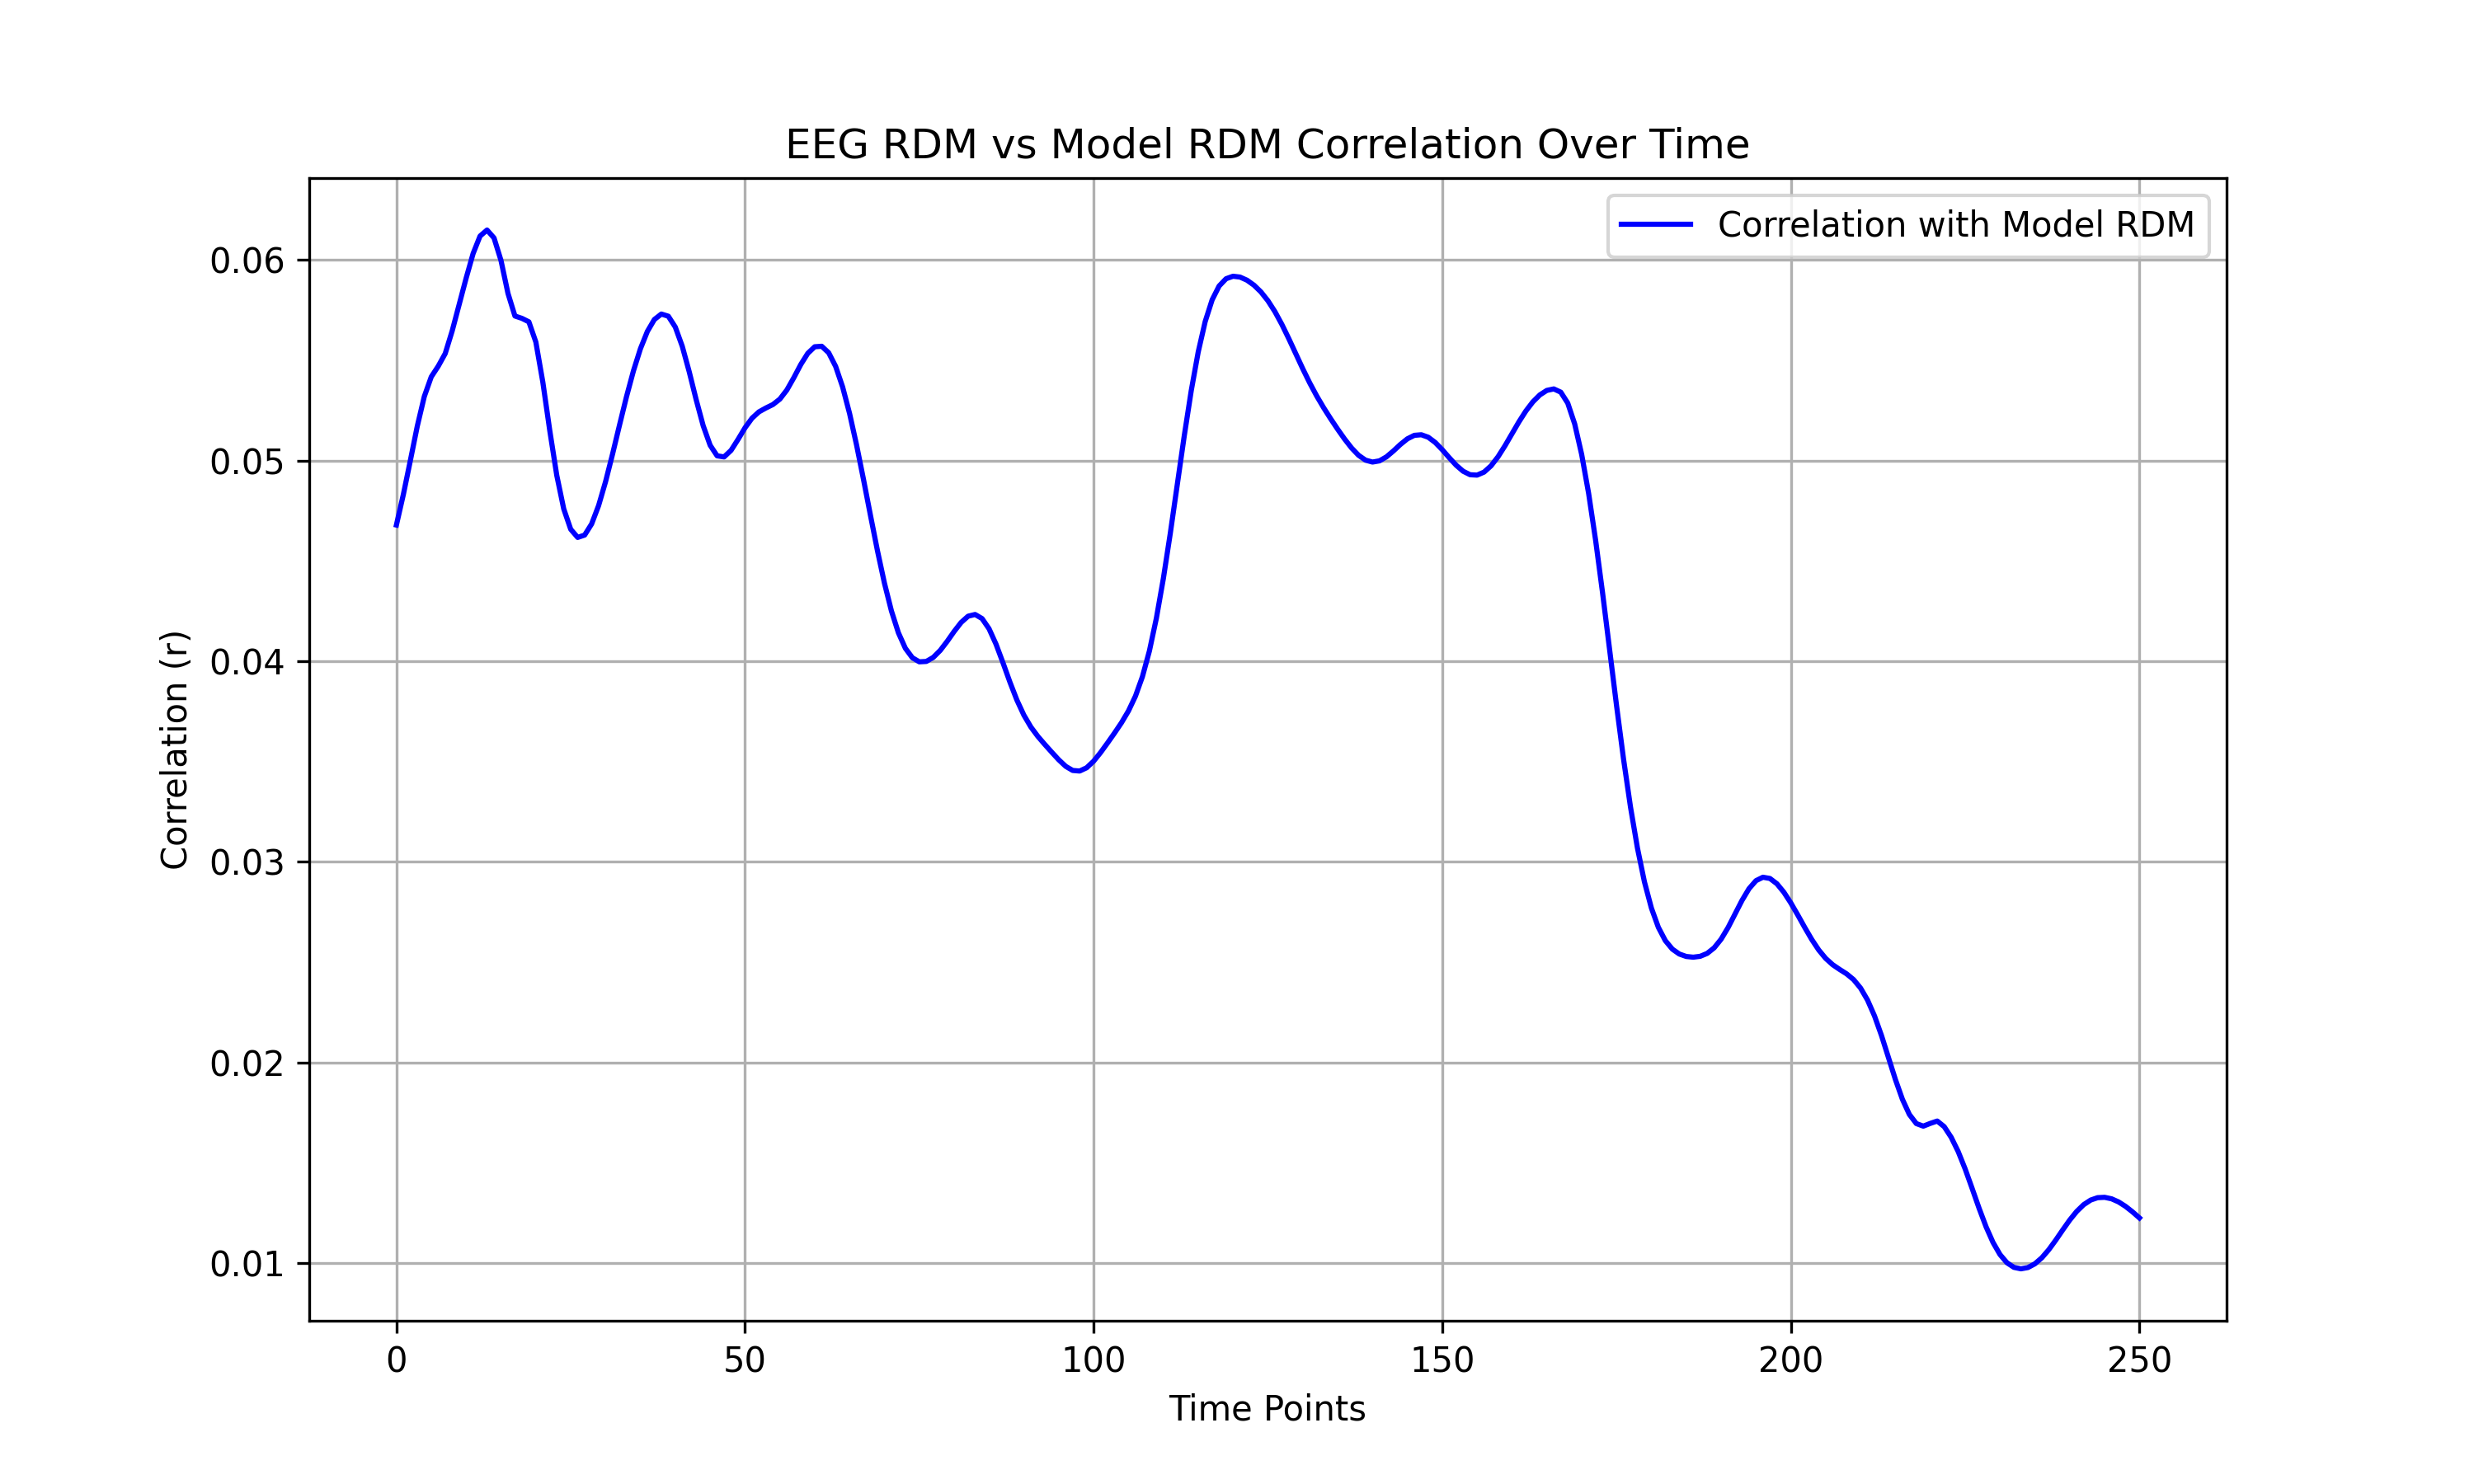 EEG RDM vs Model RDM Correlation Over Time
Correlation with Model RDM
Correlation (r)
0.06
0.05
0.04
0.03
0.02
0.01
0 50 100 150 200 250
Time Points